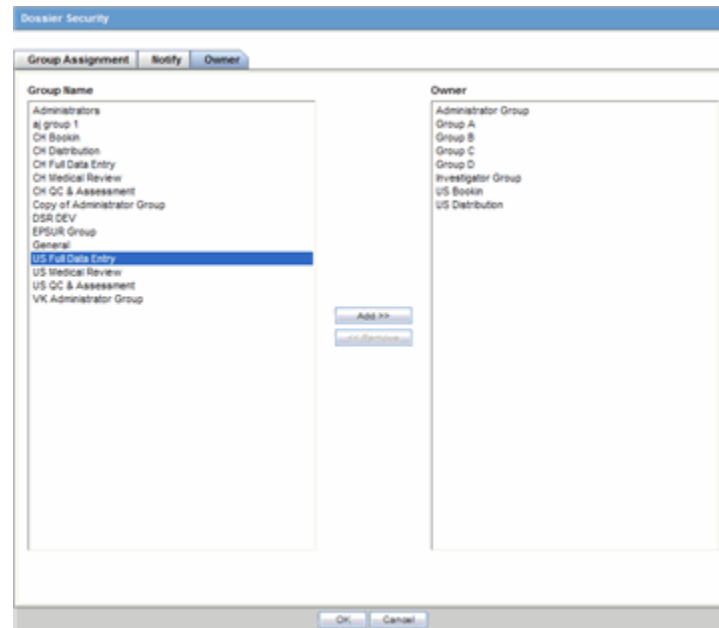 Dossier Security
Group Assignment Notify Owner
Group Name
Administrators
aj group 1
CH Bookin
CH Distribution
CH Full Data Entry
CH Medical Review
CH QC & Assessment
Copy of Administrator Group
DSR DEV
EPSUR Group
General
US Full Data Entry
US Medical Review
US QC & Assessment
VK Administrator Group
Add >>
<< Remove
Owner
Administrator Group
Group A
Group B
Group C
Group D
Investigator Group
US Bookin
US Distribution
OK Cancel